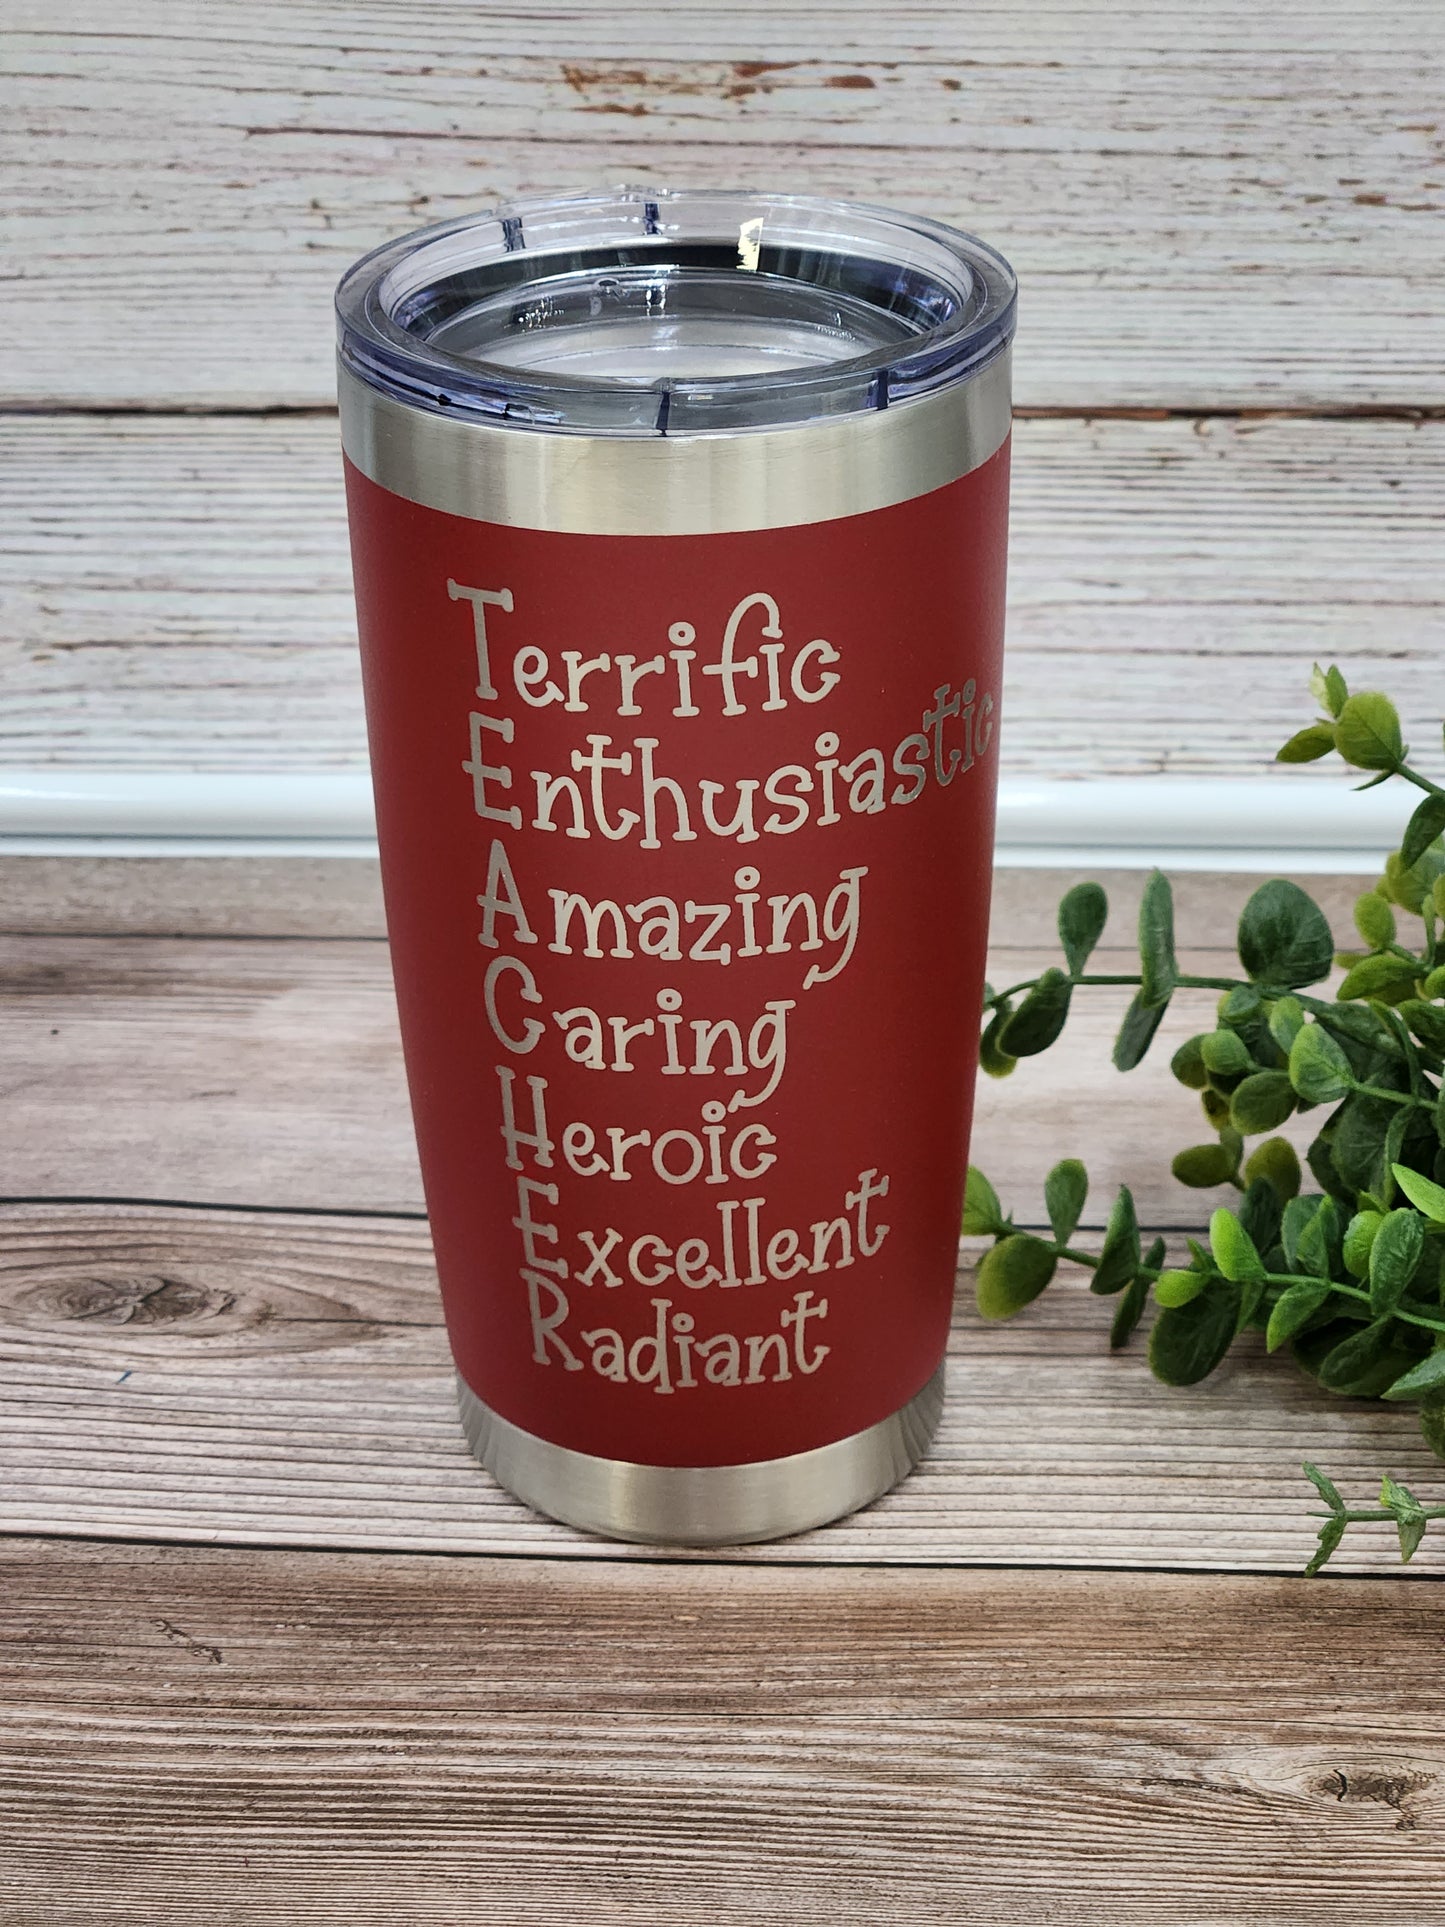 Terrific
Enthusiastic
Amazing
Caring
Heroic
Excellent
Radiant